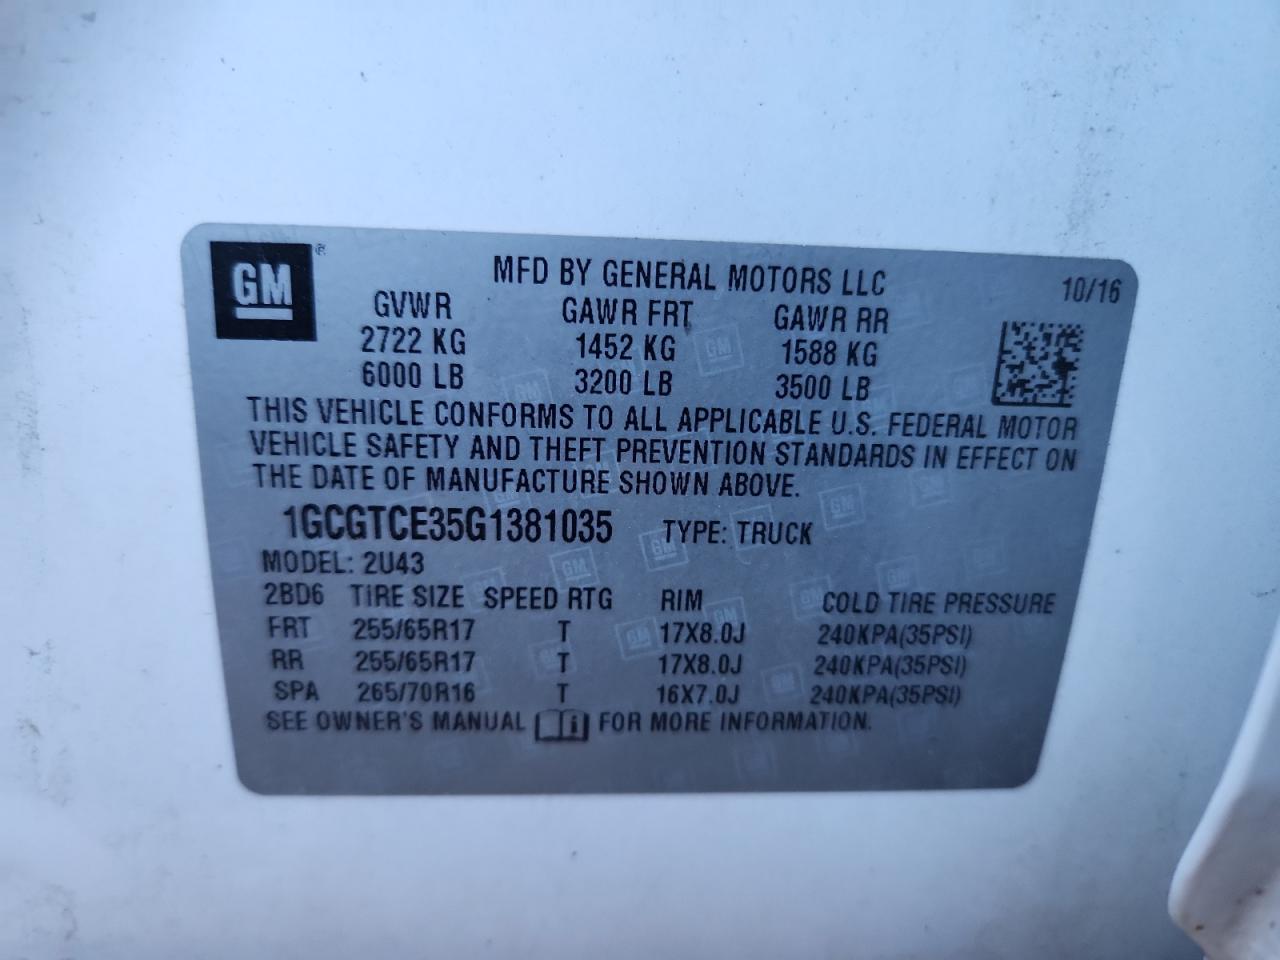 GM®
MFD BY GENERAL MOTORS LLC 10/16
GVWR GAWR FRT GAWR RR
2722 KG 1452 KG 1588 KG
6000 LB 3200 LB 3500 LB
THIS VEHICLE CONFORMS TO ALL APPLICABLE U.S. FEDERAL MOTOR
VEHICLE SAFETY AND THEFT PREVENTION STANDARDS IN EFFECT ON
THE DATE OF MANUFACTURE SHOWN ABOVE.
1GCGTCE35G1381035 TYPE: TRUCK
MODEL: 2U43
2BD6 TIRE SIZE SPEED RTG RIM COLD TIRE PRESSURE
FRT 255/65R17 T 17X8.0J 240KPA(35PSI)
RR 255/65R17 T 17X8.0J 240KPA(35PSI)
SPA 265/70R16 T 16X7.0J 240KPA(35PSI)
SEE OWNER'S MANUAL FOR MORE INFORMATION.